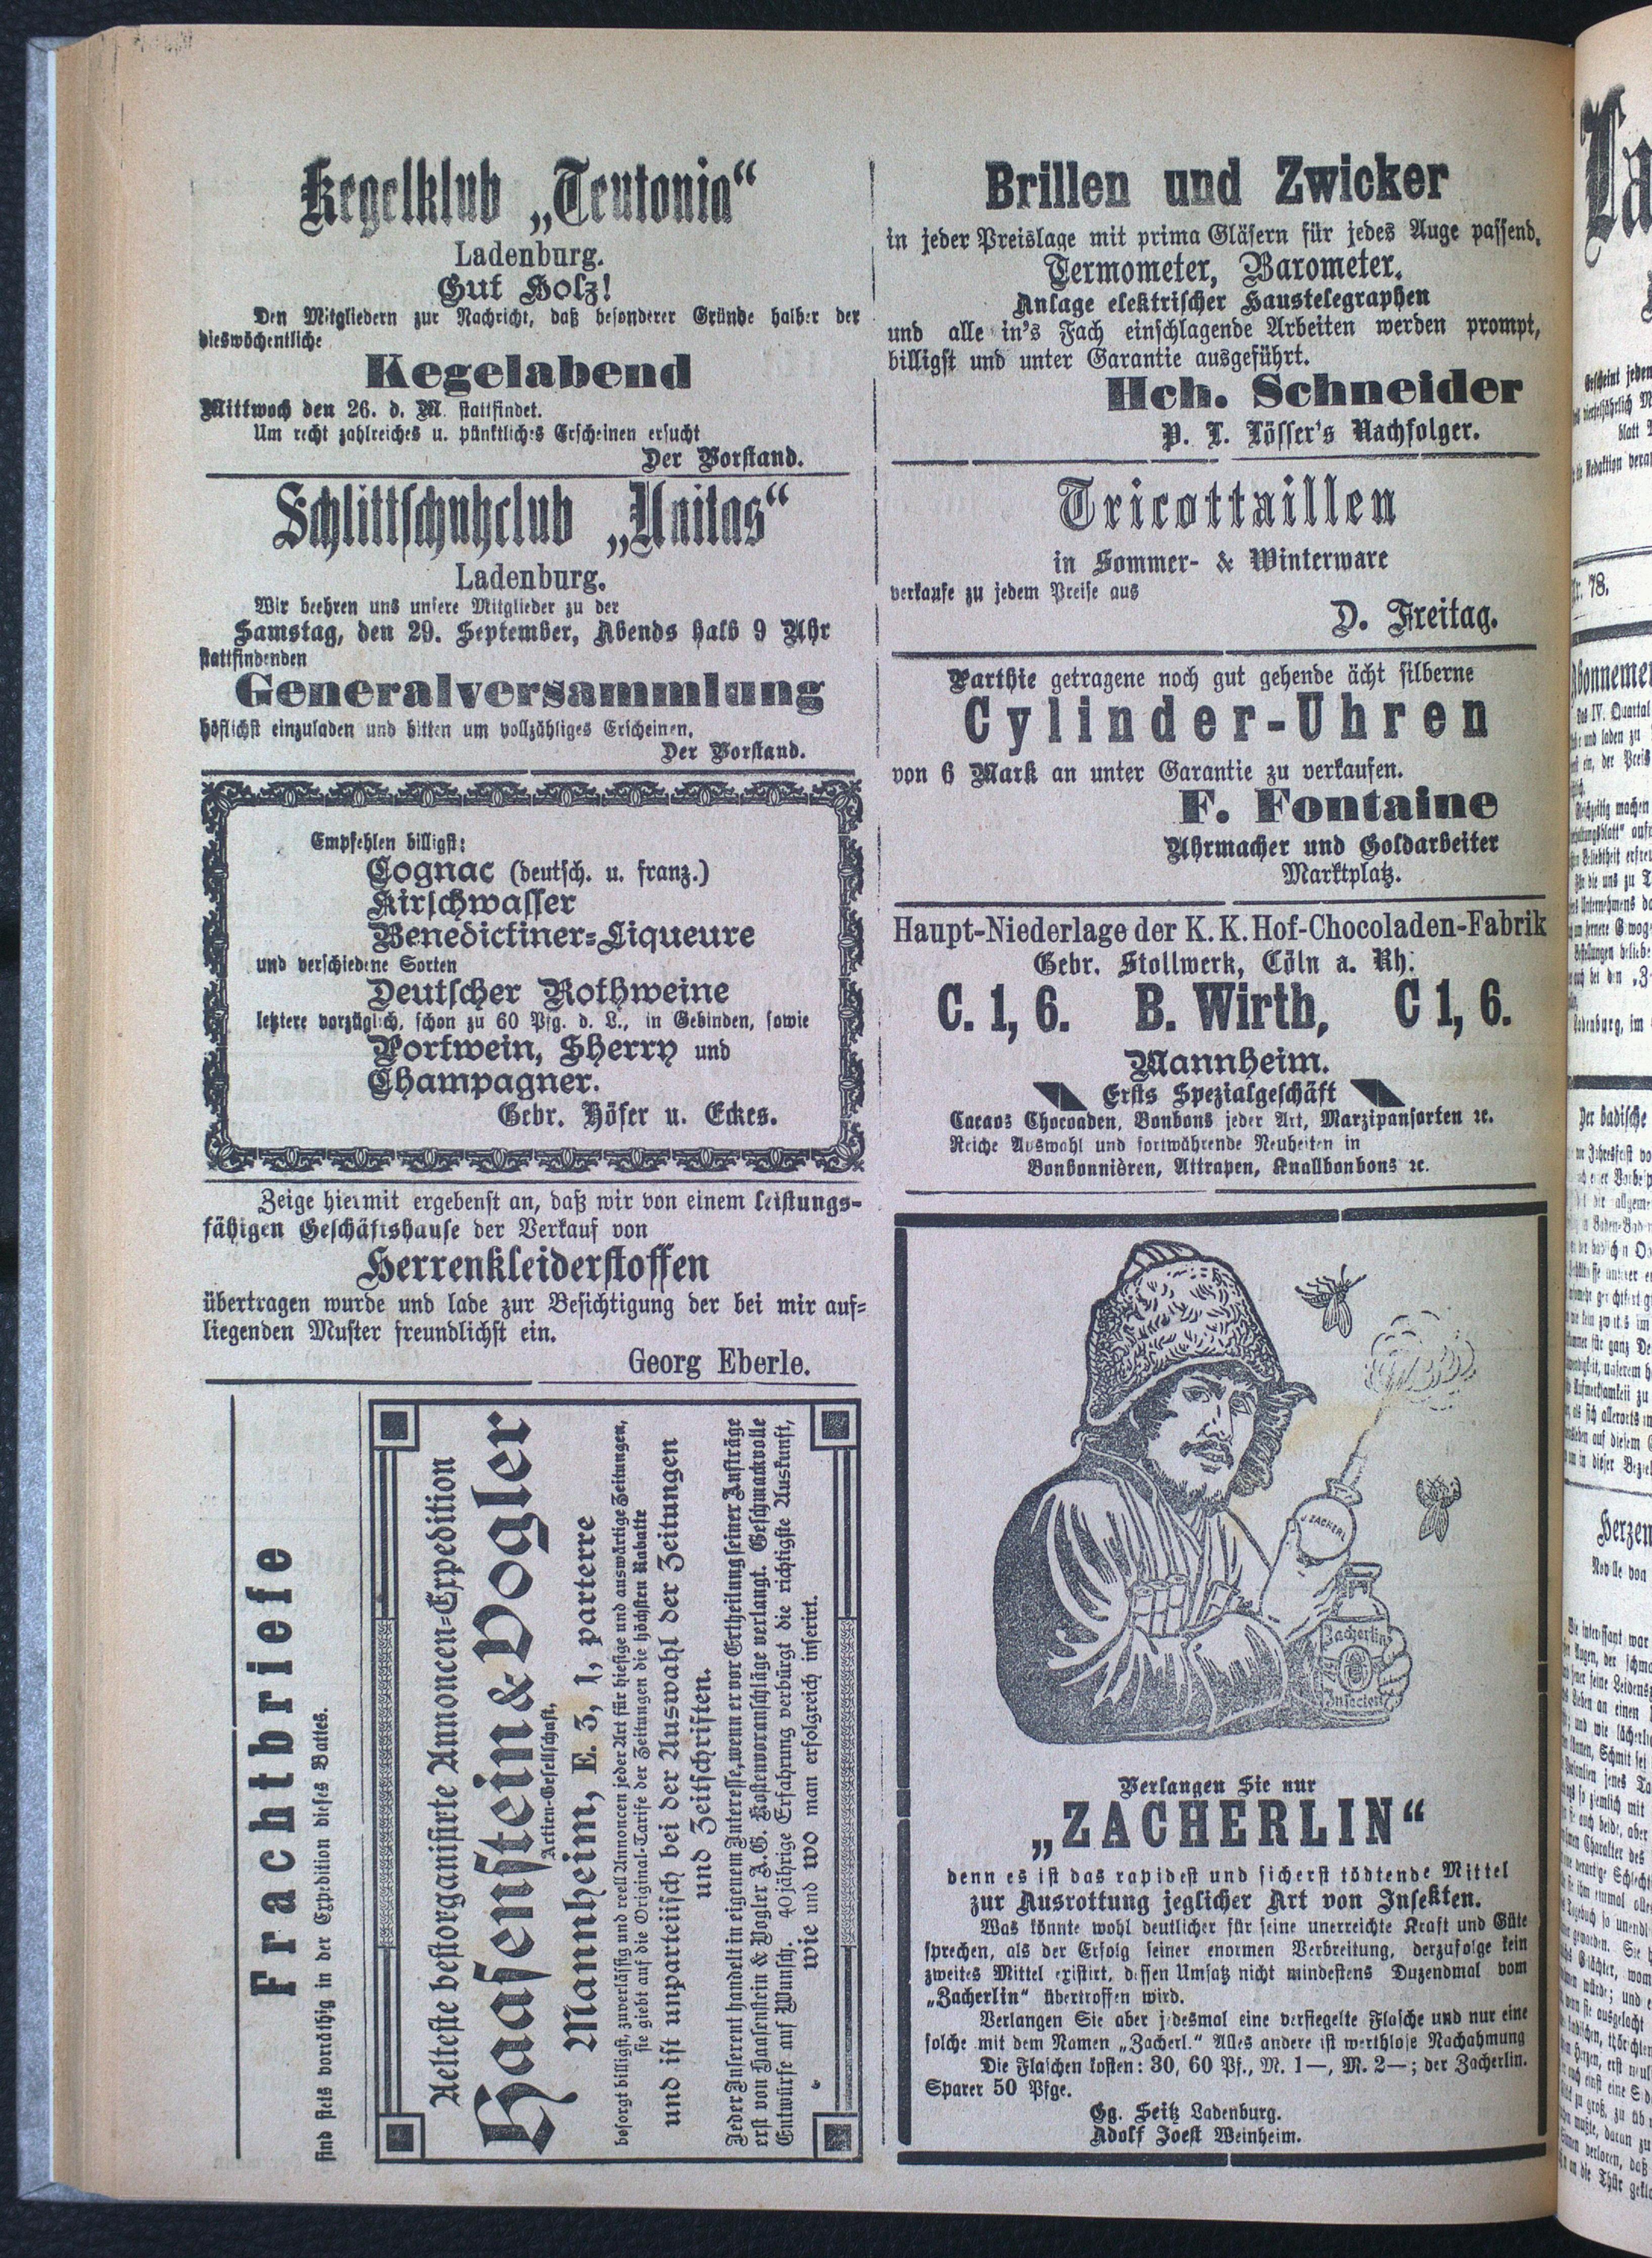 Kegelklub „Teutonia“
Ladenburg.
Gut Holz!
Den Mitgliedern zur Nachricht, daß besonderer Gründe halber der
dieswöchentliche
Kegelabend
Mittwoch den 26. d. M. stattfindet.
Um recht zahlreiches u. pünktliches Erscheinen ersucht
Der Vorstand.
Schlittschuhclub „Unitas“
Ladenburg.
Wir beehren uns unsere Mitglieder zu der
Samstag, den 29. September, Abends halb 9 Uhr
stattfindenden
Generalversammlung
höflichst einzuladen und bitten um vollzähliges Erscheinen.
Der Vorstand.
Empfehlen billigst:
Cognac (deutsch. u. franz.)
Kirschwasser
Benedictiner-Liqueure
und verschiedene Sorten
Deutscher Rothweine
letztere vorzüglich, schon zu 60 Pfg. d. L., in Gebinden, sowie
Portwein, Sherry und
Champagner.
Gebr. Höfer u. Eckes.
Zeige hiermit ergebenst an, daß wir von einem leistungs-
fähigen Geschäftshause der Verkauf von
Herrenkleiderstoffen
übertragen wurde und lade zur Besichtigung der bei mir auf-
liegenden Muster freundlichst ein.
Georg Eberle.
Frachtbriefe
sind stets vorräthig in der Expedition dieses Blattes.
Aelteste bestorganisirte Annoncen-Expedition
Haasenstein & Vogler
Actien-Gesellschaft,
Mannheim, E. 3, 1, parterre
besorgt billigst, zuverlässig und reell Annoncen jeder Art für hiesige und auswärtige Zeitungen,
sie giebt auf die Original-Tarife der Zeitungen die höchsten Rabatte
und ist unparteiisch bei der Auswahl der Zeitungen
und Zeitschriften.
Jeder Inserent handelt in eigenem Interesse, wenn er vor Ertheilung seiner Aufträge
erst von Haasenstein & Vogler A.G. Kostenvoranschläge verlangt. Geschmackvolle
Entwürfe auf Wunsch. 40jährige Erfahrung verbürgt die richtigste Auskunft,
wie und wo man erfolgreich inserirt.
Brillen und Zwicker
in jeder Preislage mit prima Gläsern für jedes Auge passend,
Termometer, Barometer,
Anlage elektrischer Haustelegraphen
und alle in's Fach einschlagende Arbeiten werden prompt,
billigst und unter Garantie ausgeführt.
Hch. Schneider
P. L. Lösser's Nachfolger.
Tricottaillen
in Sommer- & Winterware
verkaufe zu jedem Preise aus
D. Freitag.
Parthie getragene noch gut gehende ächt silberne
Cylinder-Uhren
von 6 Mark an unter Garantie zu verkaufen.
F. Fontaine
Uhrmacher und Goldarbeiter
Marktplatz.
Haupt-Niederlage der K. K. Hof-Chocoladen-Fabrik
Gebr. Stollwerk, Cöln a. Rh.
C. 1, 6. B. Wirth, C 1, 6.
Mannheim.
Ersts Spezialgeschäft
Cacaos Chocoaden, Bonbons jeder Art, Marzipansorten ꝛc.
Reiche Auswahl und fortwährende Neuheiten in
Bonbonnièren, Attrapen, Knallbonbons ꝛc.
J. ZACHERL
Zacherlin
Insecten
Verlangen Sie nur
„ZACHERLIN“
denn es ist das rapidest und sicherst tödtende Mittel
zur Ausrottung jeglicher Art von Insekten.
Was könnte wohl deutlicher für seine unerreichte Kraft und Güte
sprechen, als der Erfolg seiner enormen Verbreitung, derzufolge kein
zweites Mittel existirt, dessen Umsatz nicht mindestens Duzendmal vom
„Zacherlin“ übertroffen wird.
Verlangen Sie aber jedesmal eine versiegelte Flasche und nur eine
solche mit dem Namen „Zacherl.“ Alles andere ist werthlose Nachahmung
Die Flaschen kosten: 30, 60 Pf., M. 1—, M. 2—; der Zacherlin.
Sparer 50 Pfge.
Gg. Seitz Ladenburg.
Adolf Joest Weinheim.
La
78.